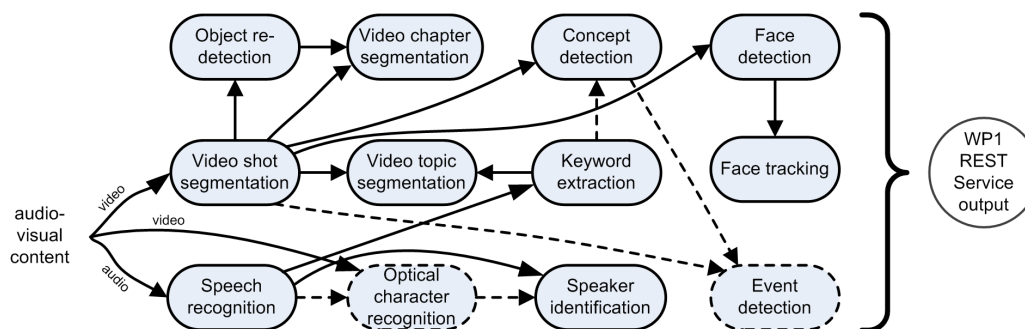 Object re-
detection
Video chapter
segmentation
Concept
detection
Face
detection
Video shot
segmentation
Video topic
segmentation
Keyword
extraction
Face tracking
WP1
REST
Service
output
audio-
visual
content
video
video
audio
Speech
recognition
Optical
character
recognition
Speaker
identification
Event
detection